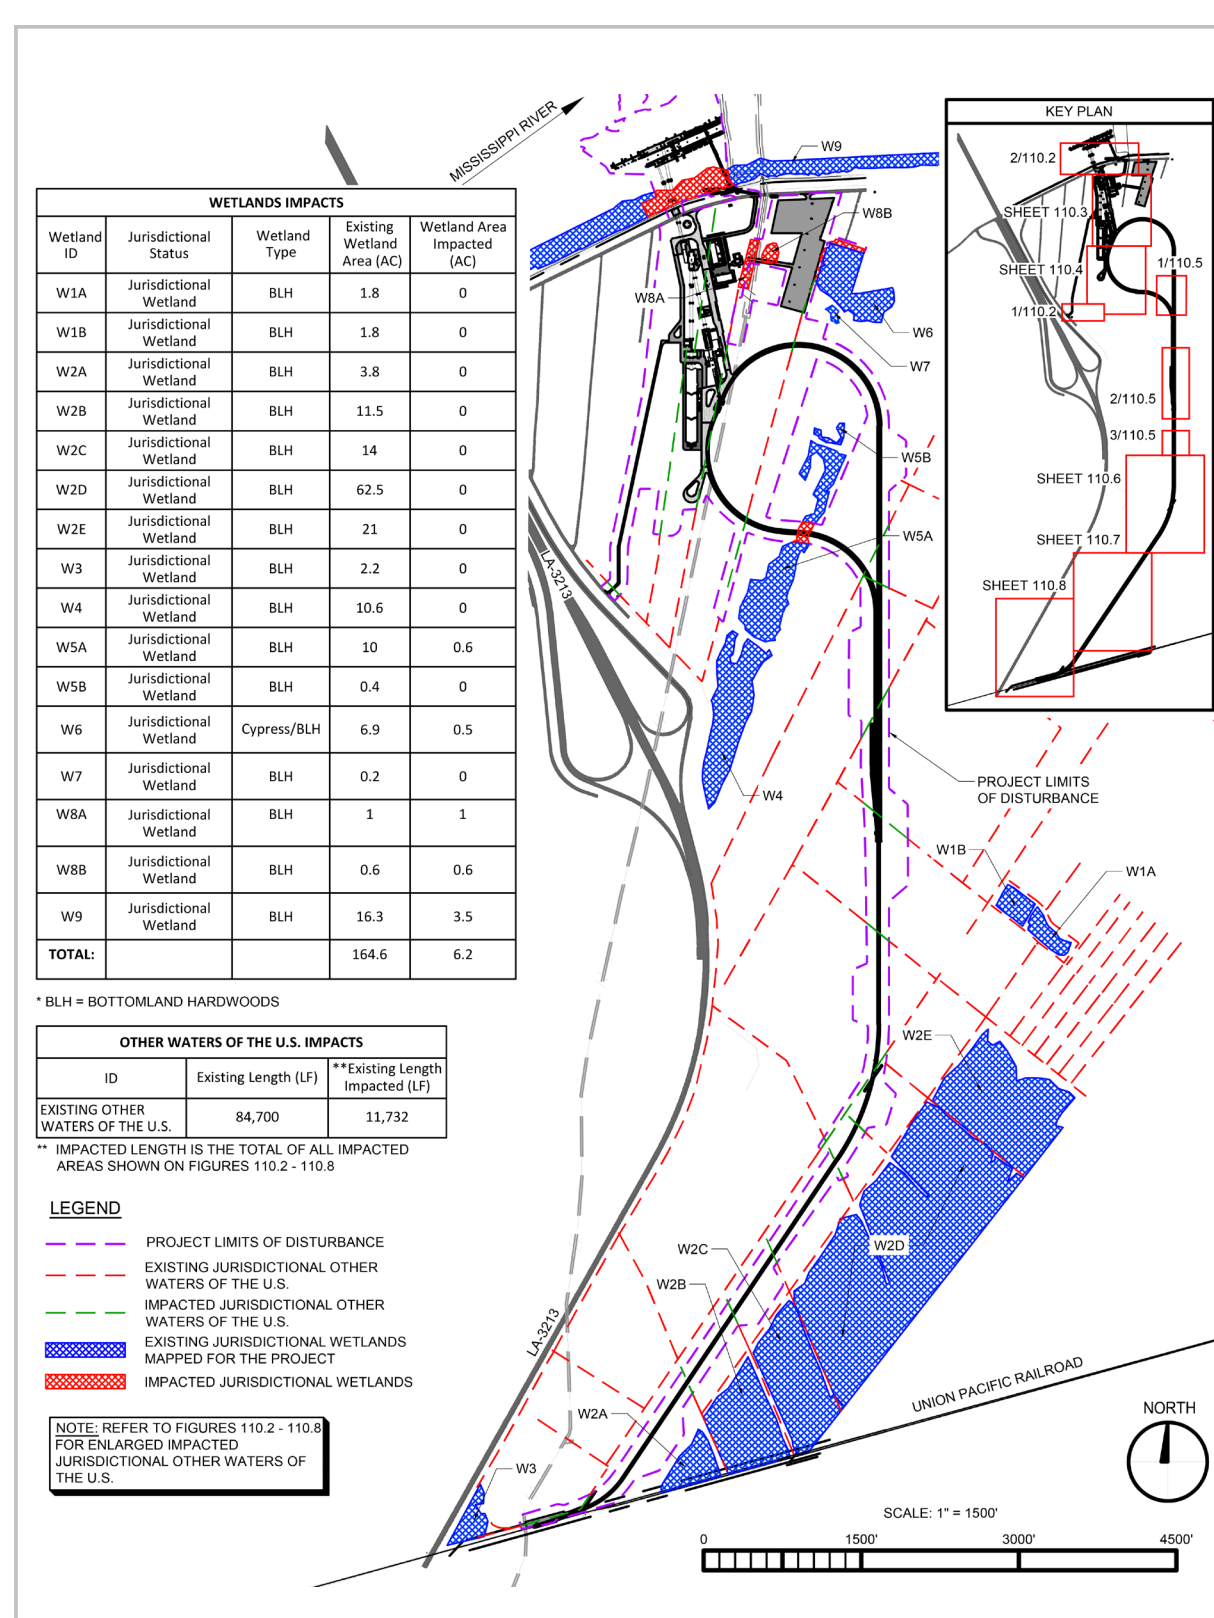 MISSISSIPPI RIVER
WETLANDS IMPACTS
Wetland ID Jurisdictional Status Wetland Type Existing Wetland Area (AC) Wetland Area Impacted (AC)
W1A Jurisdictional Wetland BLH 1.8 0
W1B Jurisdictional Wetland BLH 1.8 0
W2A Jurisdictional Wetland BLH 3.8 0
W2B Jurisdictional Wetland BLH 11.5 0
W2C Jurisdictional Wetland BLH 14 0
W2D Jurisdictional Wetland BLH 62.5 0
W2E Jurisdictional Wetland BLH 21 0
W3 Jurisdictional Wetland BLH 2.2 0
W4 Jurisdictional Wetland BLH 10.6 0
W5A Jurisdictional Wetland BLH 10 0.6
W5B Jurisdictional Wetland BLH 0.4 0
W6 Jurisdictional Wetland Cypress/BLH 6.9 0.5
W7 Jurisdictional Wetland BLH 0.2 0
W8A Jurisdictional Wetland BLH 1 1
W8B Jurisdictional Wetland BLH 0.6 0.6
W9 Jurisdictional Wetland BLH 16.3 3.5
TOTAL: 164.6 6.2
* BLH = BOTTOMLAND HARDWOODS
OTHER WATERS OF THE U.S. IMPACTS
ID Existing Length (LF) **Existing Length Impacted (LF)
EXISTING OTHER WATERS OF THE U.S. 84,700 11,732
** IMPACTED LENGTH IS THE TOTAL OF ALL IMPACTED
AREAS SHOWN ON FIGURES 110.2 - 110.8
LEGEND
PROJECT LIMITS OF DISTURBANCE
EXISTING JURISDICTIONAL OTHER
WATERS OF THE U.S.
IMPACTED JURISDICTIONAL OTHER
WATERS OF THE U.S.
EXISTING JURISDICTIONAL WETLANDS
MAPPED FOR THE PROJECT
IMPACTED JURISDICTIONAL WETLANDS
NOTE: REFER TO FIGURES 110.2 - 110.8
FOR ENLARGED IMPACTED
JURISDICTIONAL OTHER WATERS OF
THE U.S.
W9
W8B
W8A
W6
W7
W5B
W5A
LA-3213
W4
PROJECT LIMITS
OF DISTURBANCE
W1B
W1A
W2E
W2D
W2C
W2B
LA-3213
W2A
W3
UNION PACIFIC RAILROAD
KEY PLAN
2/110.2
SHEET 110.3
SHEET 110.4
1/110.5
1/110.2
2/110.5
3/110.5
SHEET 110.6
SHEET 110.7
SHEET 110.8
NORTH
SCALE: 1" = 1500'
0 1500' 3000' 4500'